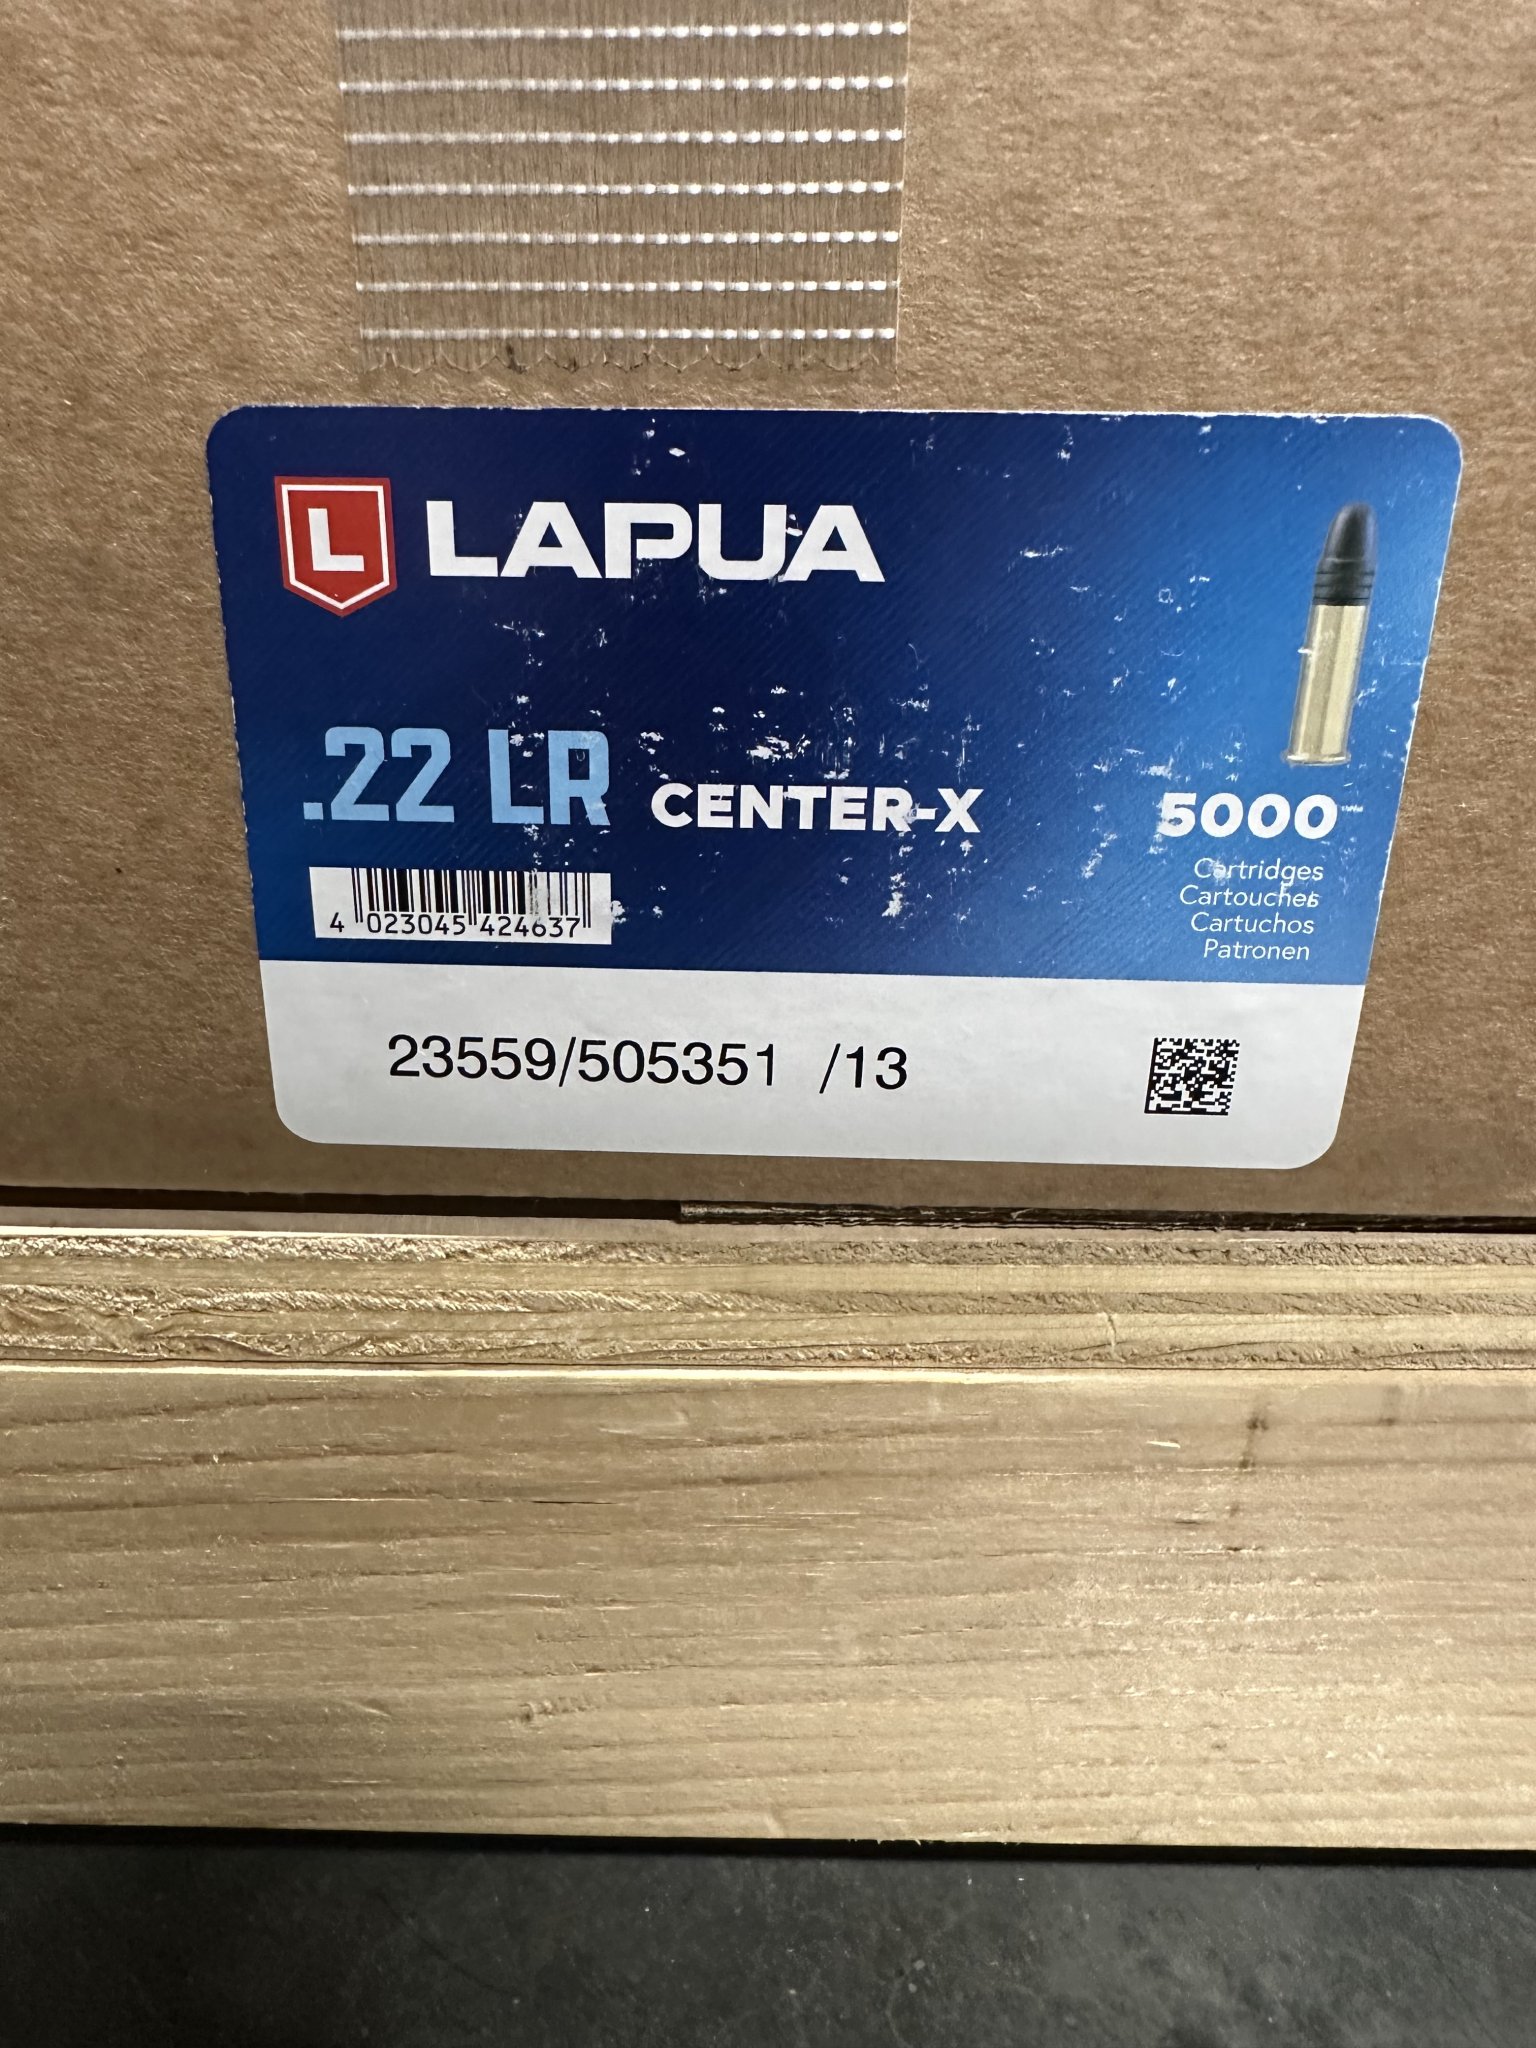 L LAPUA
.22 LR CENTER-X
5000
Cartridges
Cartouches
Cartuchos
Patronen
4 023045 424637
23559/505351 /13